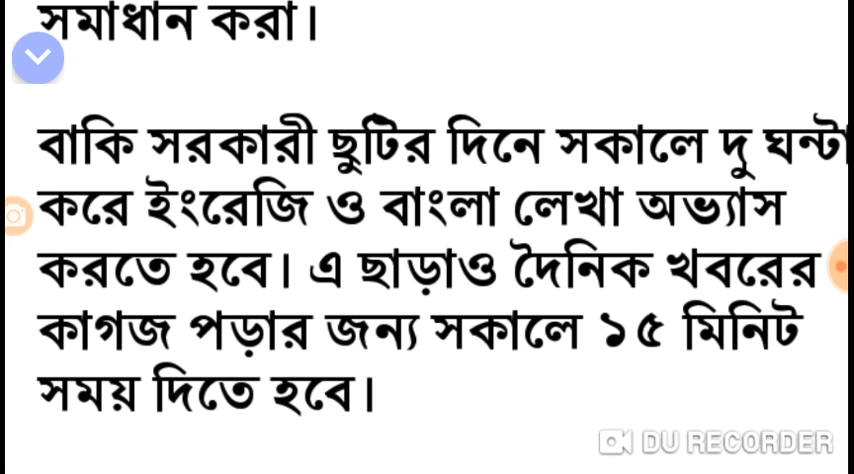 সমাধান করা।
বাকি সরকারী ছুটির দিনে সকালে দু ঘন্টা
করে ইংরেজি ও বাংলা লেখা অভ্যাস
করতে হবে। এ ছাড়াও দৈনিক খবরের
কাগজ পড়ার জন্য সকালে ১৫ মিনিট
সময় দিতে হবে।
DU RECORDER